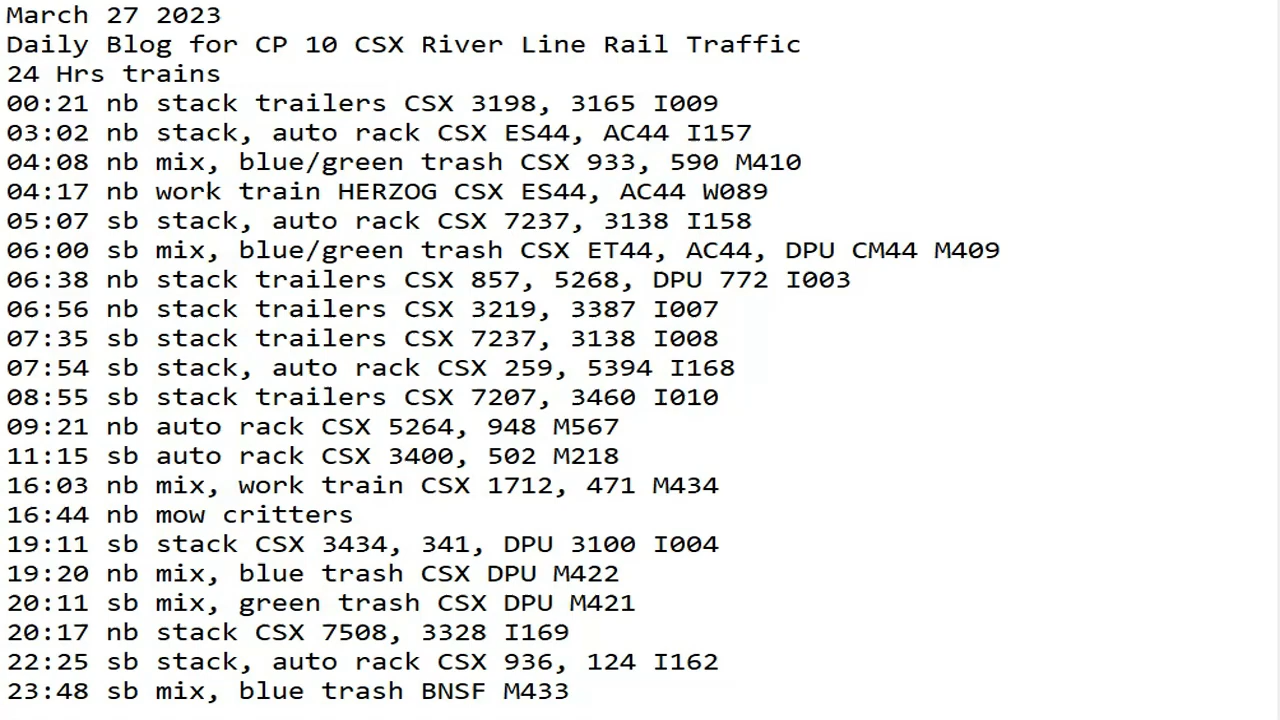 March 27 2023
Daily Blog for CP 10 CSX River Line Rail Traffic
24 Hrs trains
00:21 nb stack trailers CSX 3198, 3165 I009
03:02 nb stack, auto rack CSX ES44, AC44 I157
04:08 nb mix, blue/green trash CSX 933, 590 M410
04:17 nb work train HERZOG CSX ES44, AC44 W089
05:07 sb stack, auto rack CSX 7237, 3138 I158
06:00 sb mix, blue/green trash CSX ET44, AC44, DPU CM44 M409
06:38 nb stack trailers CSX 857, 5268, DPU 772 I003
06:56 nb stack trailers CSX 3219, 3387 I007
07:35 sb stack trailers CSX 7237, 3138 I008
07:54 sb stack, auto rack CSX 259, 5394 I168
08:55 sb stack trailers CSX 7207, 3460 I010
09:21 nb auto rack CSX 5264, 948 M567
11:15 sb auto rack CSX 3400, 502 M218
16:03 nb mix, work train CSX 1712, 471 M434
16:44 nb mow critters
19:11 sb stack CSX 3434, 341, DPU 3100 I004
19:20 nb mix, blue trash CSX DPU M422
20:11 sb mix, green trash CSX DPU M421
20:17 nb stack CSX 7508, 3328 I169
22:25 sb stack, auto rack CSX 936, 124 I162
23:48 sb mix, blue trash BNSF M433